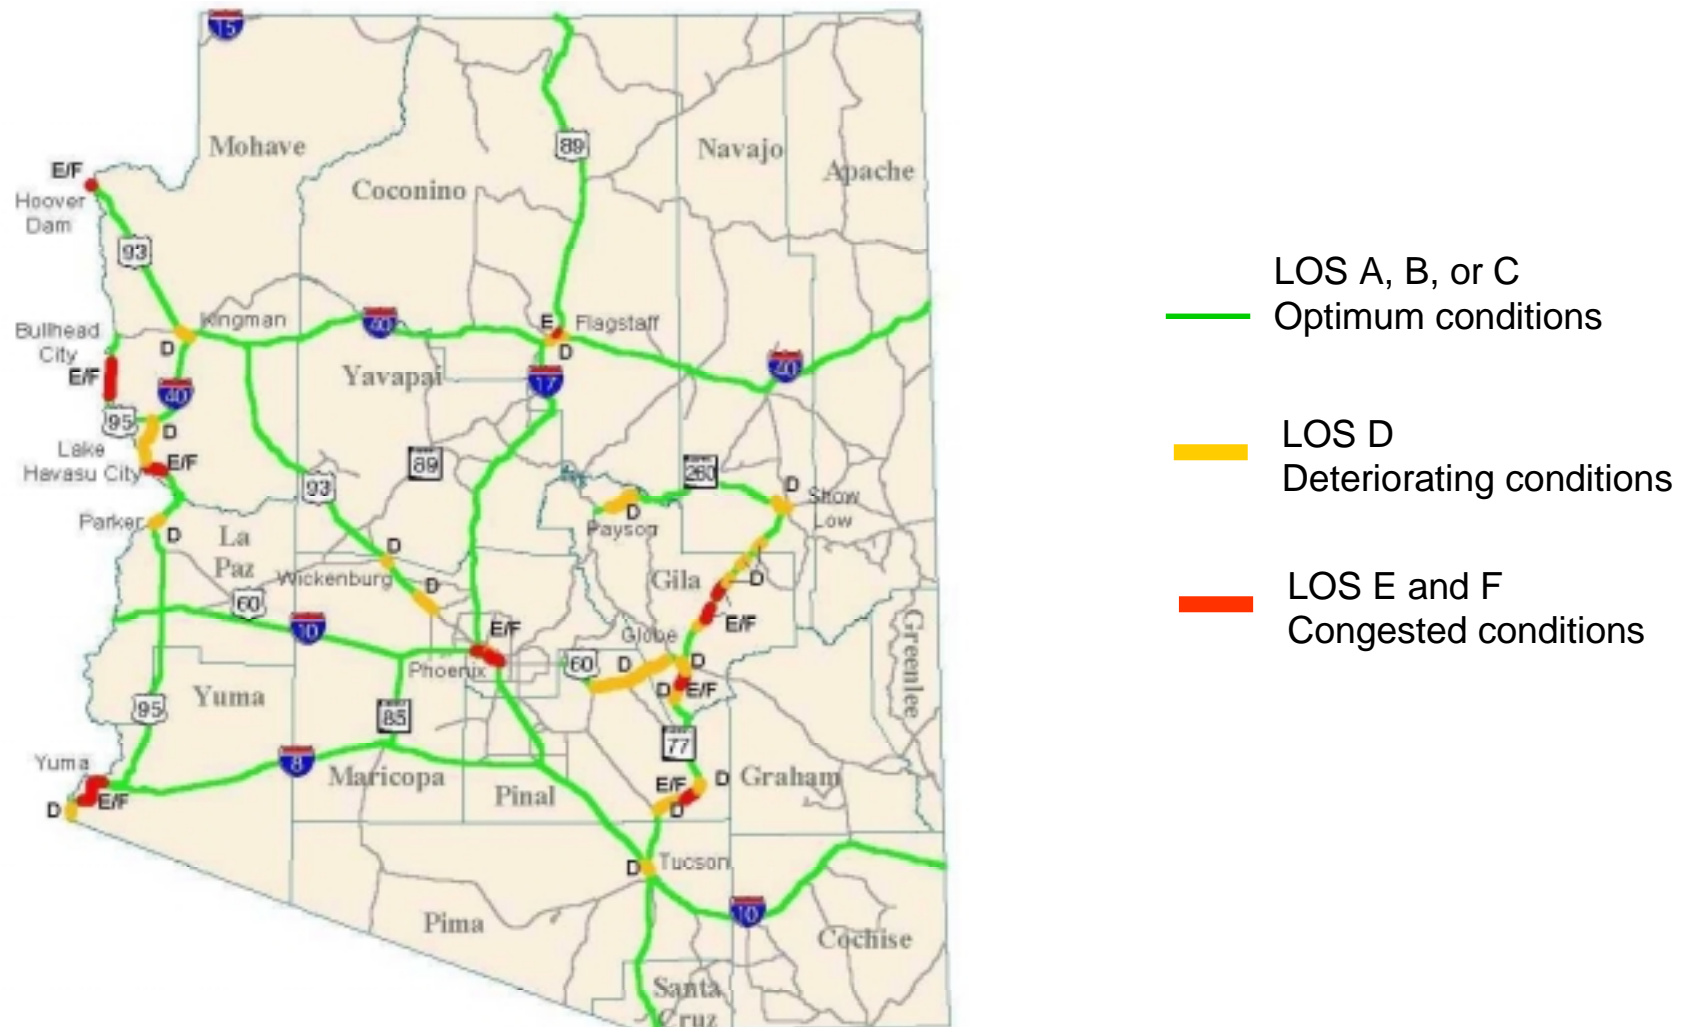 15
Mohave
Navajo
Apache
89
Coconino
E/F
Hoover
Dam
93
Kingman
Bullhead
City
D
40
E
Flagstaff
D
40
40
E/F
Yavapai
17
95
D
Lake
Havasu City
E/F
89
93
260
D
Show
Low
Payson
D
Parker
D
La
Paz
D
Wickenburg
D
Gila
D
60
10
E/F
Phoenix
Globe
E/F
60
D
D
D
E/F
Greenlee
Yuma
95
85
77
8
Maricopa
Pinal
Graham
Yuma
E/F
D
E/F
D
D
D
Tucson
10
Pima
Cochise
Santa
Cruz
LOS A, B, or C
Optimum conditions
LOS D
Deteriorating conditions
LOS E and F
Congested conditions